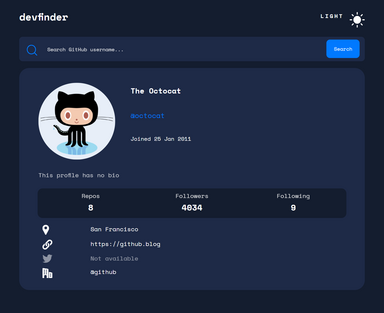 devfinder
LIGHT
Search GitHub username...
Search
The Octocat
@octocat
Joined 25 Jan 2011
This profile has no bio
Repos Followers Following
8 4034 9
San Francisco
https://github.blog
Not available
@github